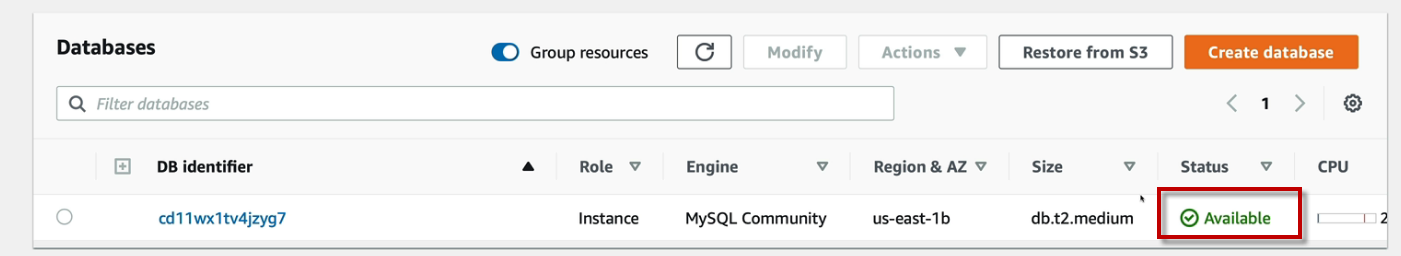 Databases
Group resources
Modify
Actions
Restore from S3
Create database
Filter databases
1
DB identifier Role Engine Region & AZ Size Status CPU
cd11wx1tv4jzyg7 Instance MySQL Community us-east-1b db.t2.medium Available 2